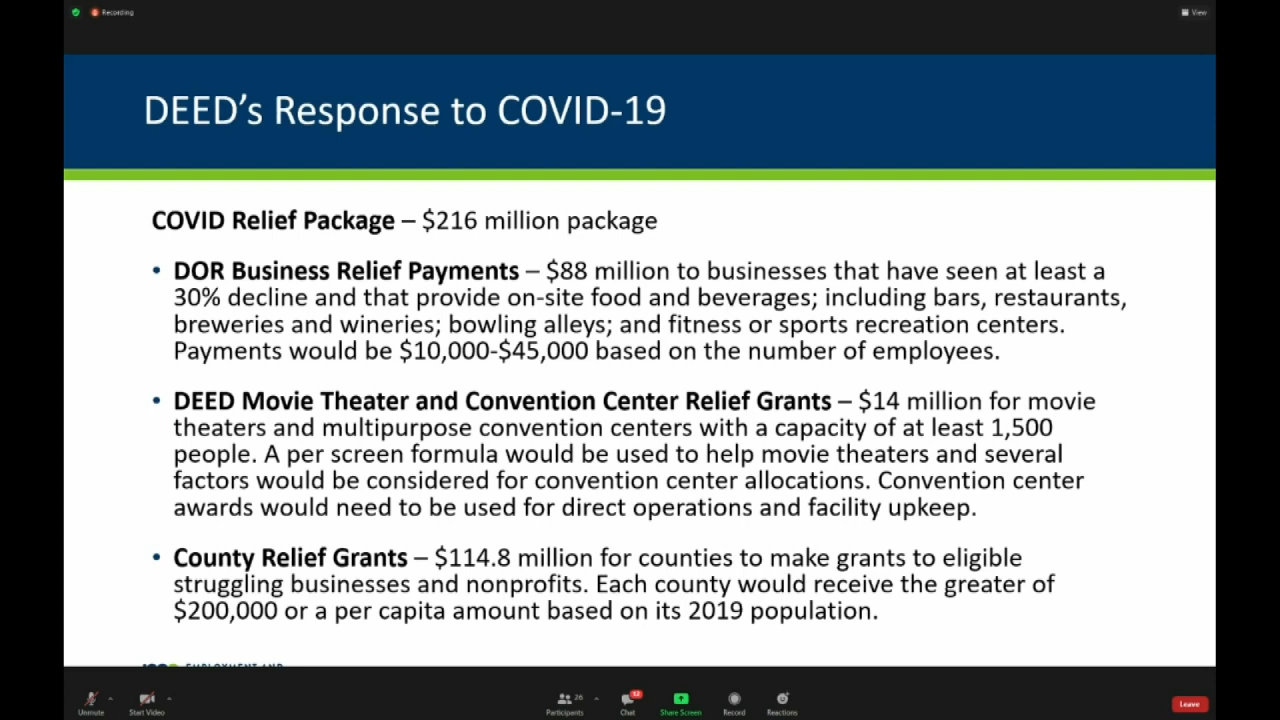 Recording
View
DEED's Response to COVID-19
COVID Relief Package – $216 million package
• DOR Business Relief Payments – $88 million to businesses that have seen at least a
30% decline and that provide on-site food and beverages; including bars, restaurants,
breweries and wineries; bowling alleys; and fitness or sports recreation centers.
Payments would be $10,000-$45,000 based on the number of employees.
• DEED Movie Theater and Convention Center Relief Grants – $14 million for movie
theaters and multipurpose convention centers with a capacity of at least 1,500
people. A per screen formula would be used to help movie theaters and several
factors would be considered for convention center allocations. Convention center
awards would need to be used for direct operations and facility upkeep.
• County Relief Grants – $114.8 million for counties to make grants to eligible
struggling businesses and nonprofits. Each county would receive the greater of
$200,000 or a per capita amount based on its 2019 population.
EMPLOYMENT AND
26
52
Unmute
Start Video
Participants
Chat
Share Screen
Record
Reactions
Leave